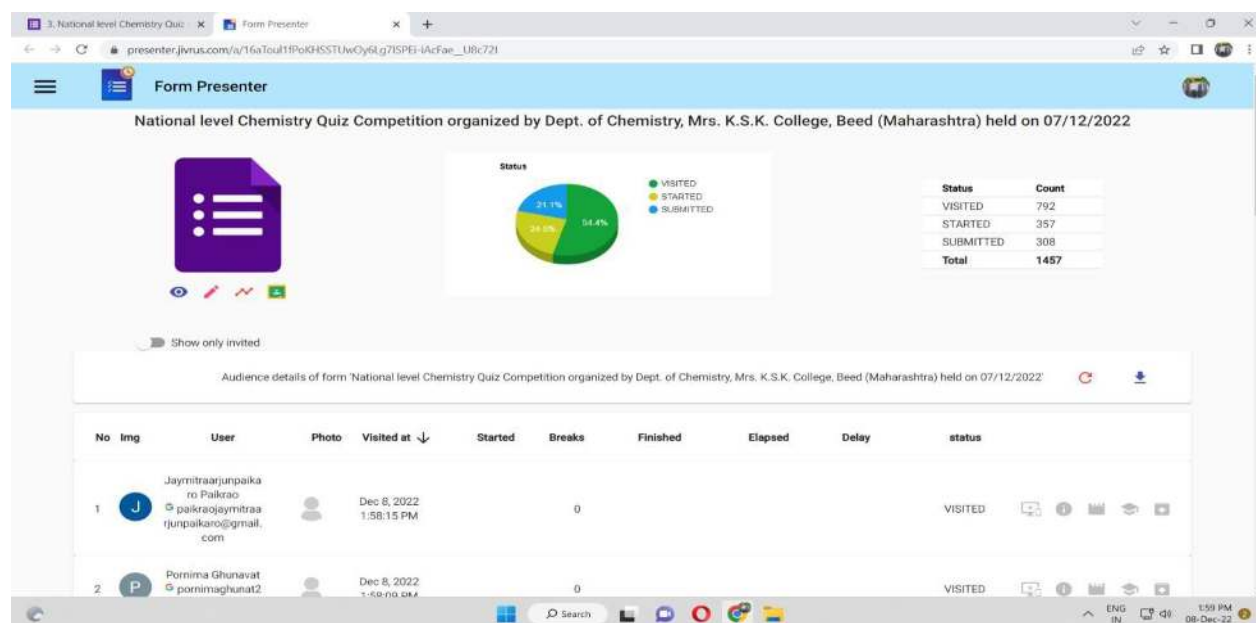 3. National level Chemistry Quiz
Form Presenter
presenter.jivrus.com/a/
Form Presenter
National level Chemistry Quiz Competition organized by Dept. of Chemistry, Mrs. K.S.K. College, Beed (Maharashtra) held on 07/12/2022
Status
VISITED
STARTED
SUBMITTED
21.1%
54.4%
24.5%
Status Count
VISITED 792
STARTED 357
SUBMITTED 308
Total 1457
Show only invited
Audience details of form 'National level Chemistry Quiz Competition organized by Dept. of Chemistry, Mrs. K.S.K. College, Beed (Maharashtra) held on 07/12/2022'
No Img User Photo Visited at Started Breaks Finished Elapsed Delay status
Jaymitraarjunpaika
ro Paikrao
1 J G paikraojaymitraa Dec 8, 2022 0 VISITED
rjunpaikaro@gmail. 1:58:15 PM
com
Pornima Ghunavat Dec 8, 2022
2 P G pornimaghunat2 1:58:09 PM 0 VISITED
Search
ENG
IN
1:59 PM
08-Dec-22
2